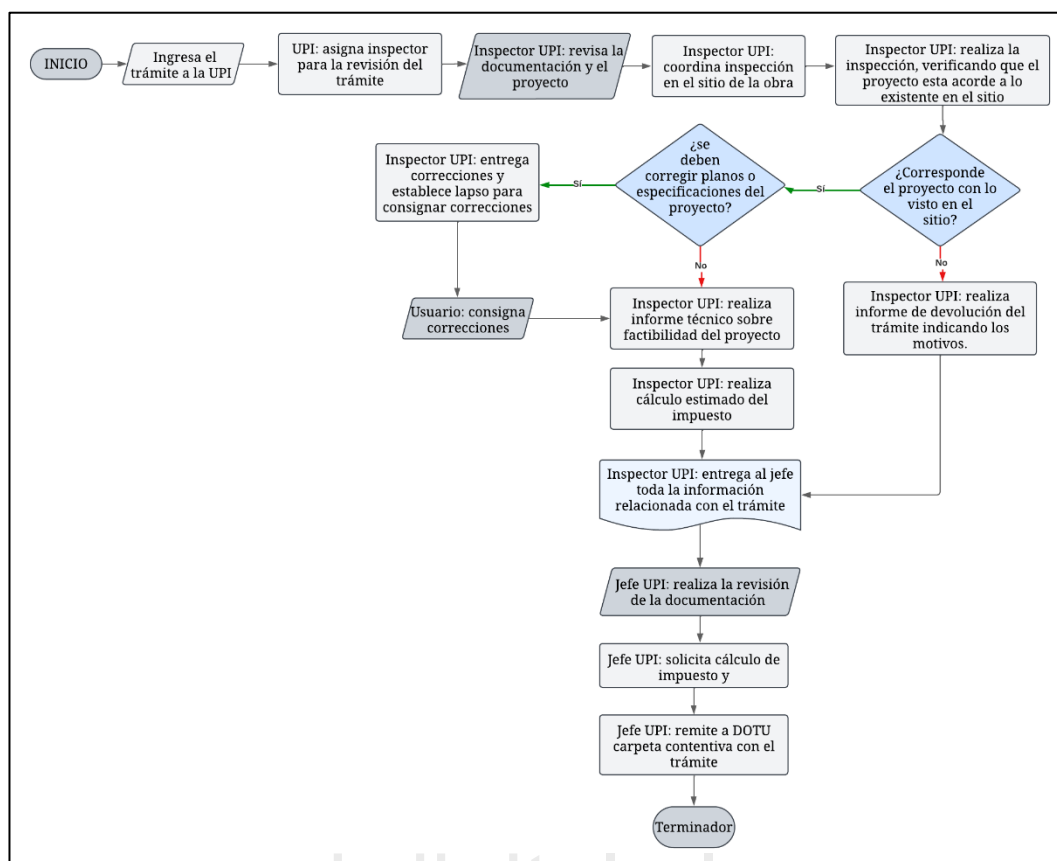 INICIO
Ingresa el
trámite a la UPI
UPI: asigna inspector
para la revisión del
trámite
Inspector UPI: revisa la
documentación y el
proyecto
Inspector UPI:
coordina inspección
en el sitio de la obra
Inspector UPI: realiza la
inspección, verificando que el
proyecto esta acorde a lo
existente en el sitio
¿Corresponde
el proyecto con lo
visto en el
sitio?
Sí
No
¿se
deben
corregir planos o
especificaciones del
proyecto?
Sí
No
Inspector UPI: entrega
correcciones y
establece lapso para
consignar correcciones
Usuario: consigna
correcciones
Inspector UPI: realiza
informe técnico sobre
factibilidad del proyecto
Inspector UPI: realiza
informe de devolución del
trámite indicando los
motivos.
Inspector UPI: realiza
cálculo estimado del
impuesto
Inspector UPI: entrega al jefe
toda la información
relacionada con el trámite
Jefe UPI: realiza la revisión
de la documentación
Jefe UPI: solicita cálculo de
impuesto y
Jefe UPI: remite a DOTU
carpeta contentiva con el
trámite
Terminador